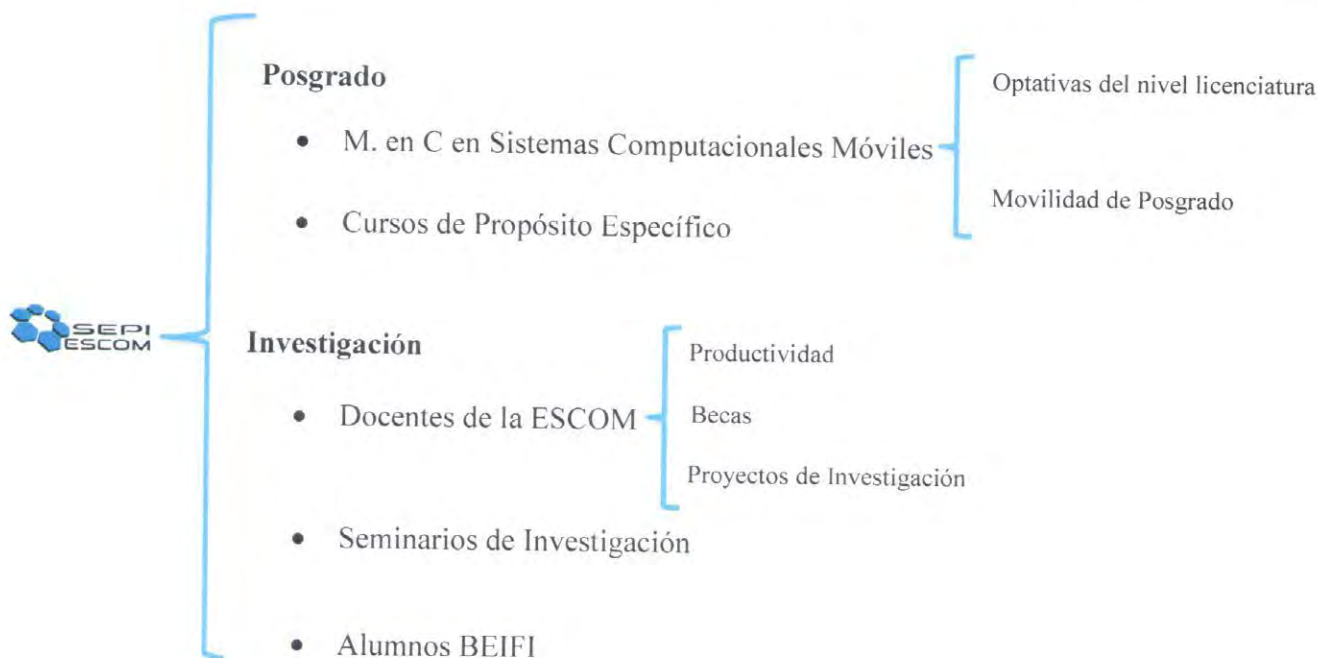 Posgrado
• M. en C en Sistemas Computacionales Móviles
• Cursos de Propósito Específico
Optativas del nivel licenciatura
Movilidad de Posgrado
SEPI
ESCOM
Investigación
• Docentes de la ESCOM
Productividad
Becas
Proyectos de Investigación
• Seminarios de Investigación
• Alumnos BEIFI